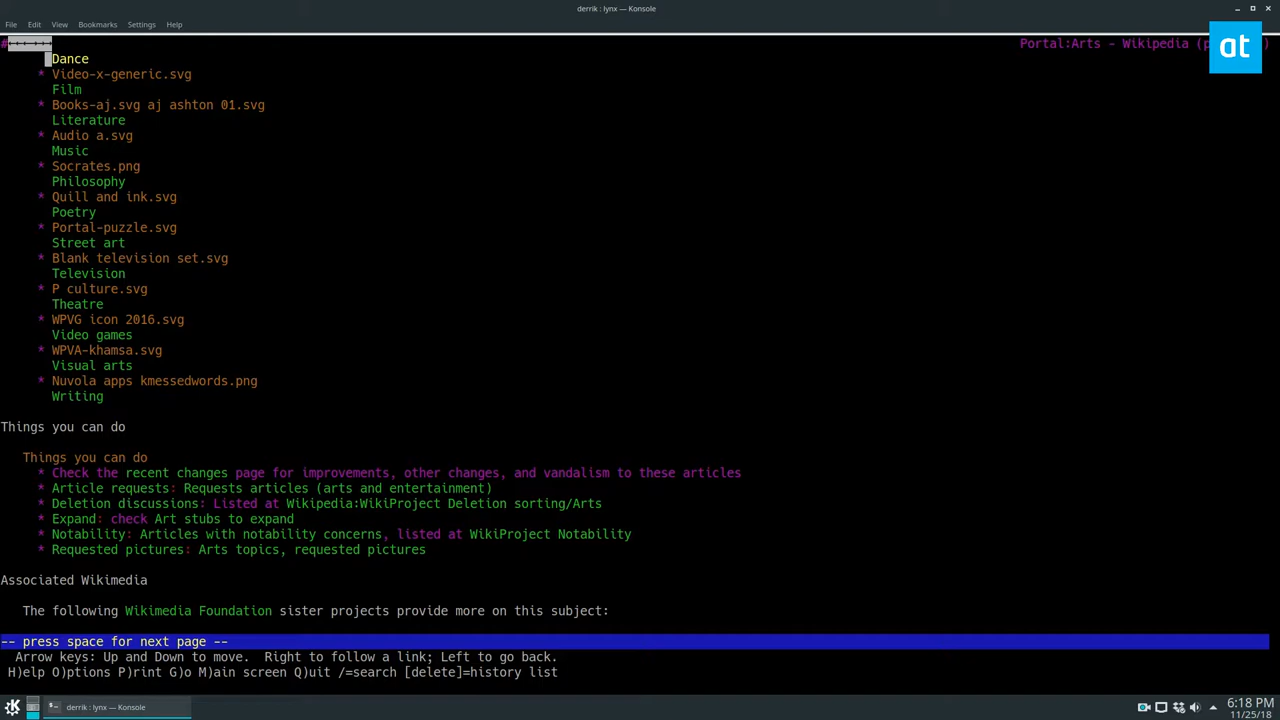 derrik : lynx — Konsole
File Edit View Bookmarks Settings Help
Portal:Arts - Wikipedia (p )
at
Dance
* Video-x-generic.svg
Film
* Books-aj.svg aj ashton 01.svg
Literature
* Audio a.svg
Music
* Socrates.png
Philosophy
* Quill and ink.svg
Poetry
* Portal-puzzle.svg
Street art
* Blank television set.svg
Television
* P culture.svg
Theatre
* WPVG icon 2016.svg
Video games
* WPVA-khamsa.svg
Visual arts
* Nuvola apps kmessedwords.png
Writing
Things you can do
Things you can do
* Check the recent changes page for improvements, other changes, and vandalism to these articles
* Article requests: Requests articles (arts and entertainment)
* Deletion discussions: Listed at Wikipedia:WikiProject Deletion sorting/Arts
* Expand: check Art stubs to expand
* Notability: Articles with notability concerns, listed at WikiProject Notability
* Requested pictures: Arts topics, requested pictures
Associated Wikimedia
The following Wikimedia Foundation sister projects provide more on this subject:
-- press space for next page --
Arrow keys: Up and Down to move. Right to follow a link; Left to go back.
H)elp O)ptions P)rint G)o M)ain screen Q)uit /=search [delete]=history list
derrik : lynx — Konsole
6:18 PM
11/25/18